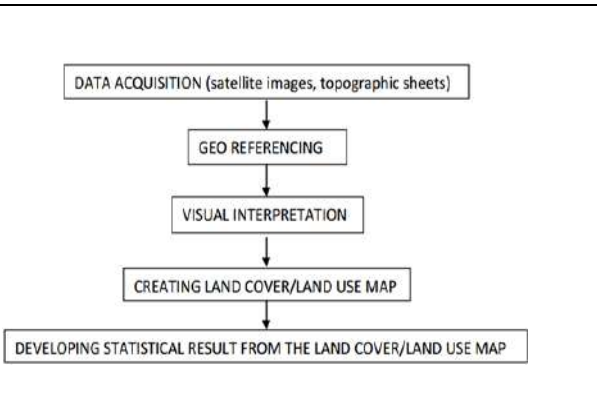 DATA ACQUISITION (satellite images, topographic sheets)
GEO REFERENCING
VISUAL INTERPRETATION
CREATING LAND COVER/LAND USE MAP
DEVELOPING STATISTICAL RESULT FROM THE LAND COVER/LAND USE MAP